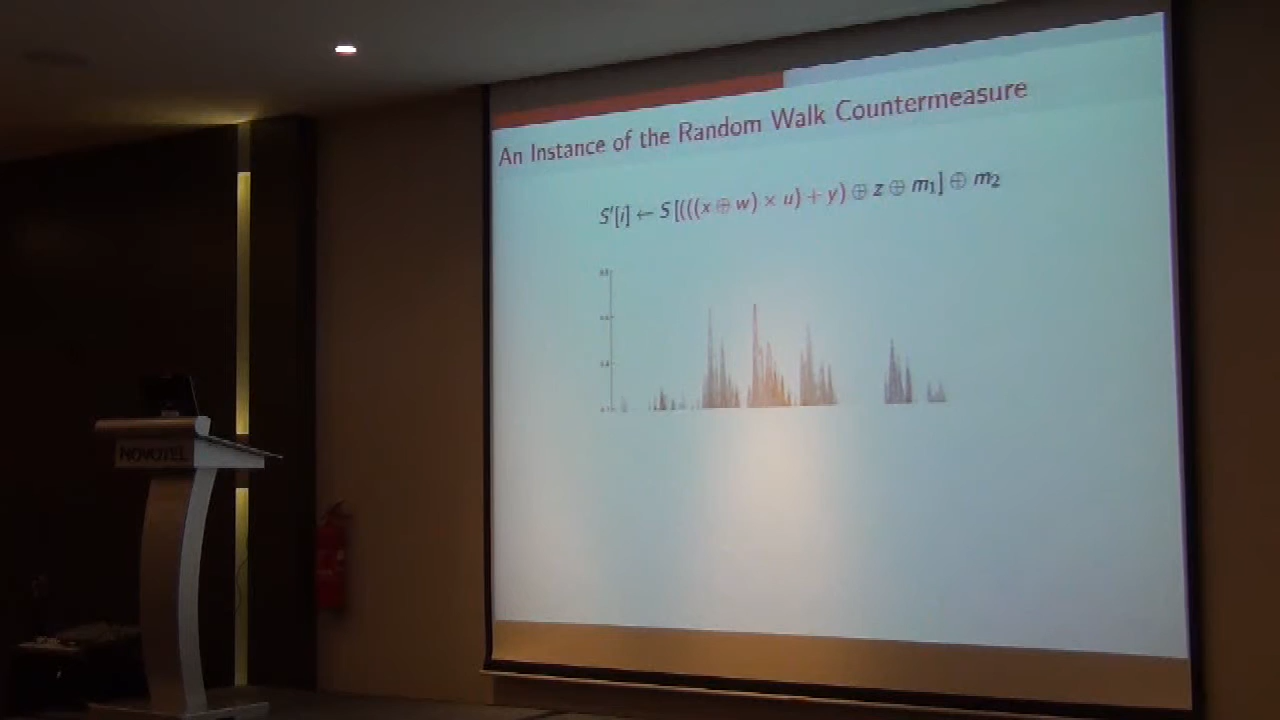 An Instance of the Random Walk Countermeasure
S′[i] ← S[(((x ⊕ w) × u) + y) ⊕ z ⊕ m₁] ⊕ m₂
NOVOTEL